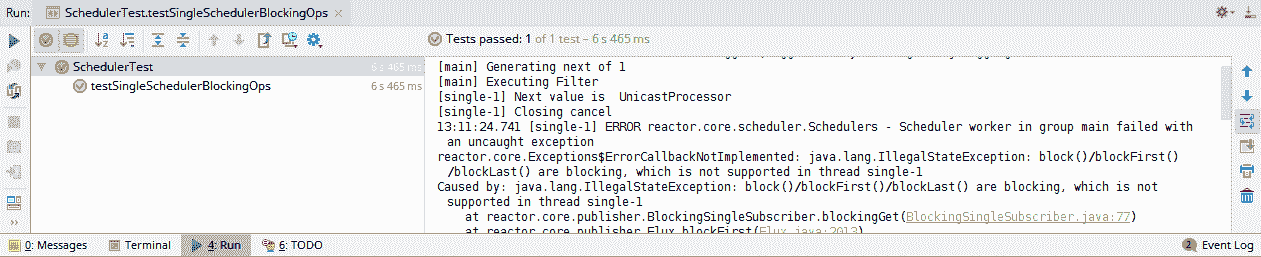 Run: SchedulerTest.testSingleSchedulerBlockingOps
Tests passed: 1 of 1 test – 6 s 465 ms
SchedulerTest 6 s 465 ms
testSingleSchedulerBlockingOps 6 s 465 ms
[main] Generating next of 1
[main] Executing Filter
[single-1] Next value is  UnicastProcessor
[single-1] Closing cancel
13:11:24.741 [single-1] ERROR reactor.core.scheduler.Schedulers - Scheduler worker in group main failed with
an uncaught exception
reactor.core.Exceptions$ErrorCallbackNotImplemented: java.lang.IllegalStateException: block()/blockFirst()
/blockLast() are blocking, which is not supported in thread single-1
Caused by: java.lang.IllegalStateException: block()/blockFirst()/blockLast() are blocking, which is not
supported in thread single-1
at reactor.core.publisher.BlockingSingleSubscriber.blockingGet(BlockingSingleSubscriber.java:77)
at reactor.core.publisher.Flux.blockFirst(Flux.java:2013)
0: Messages Terminal 4: Run 6: TODO 2 Event Log